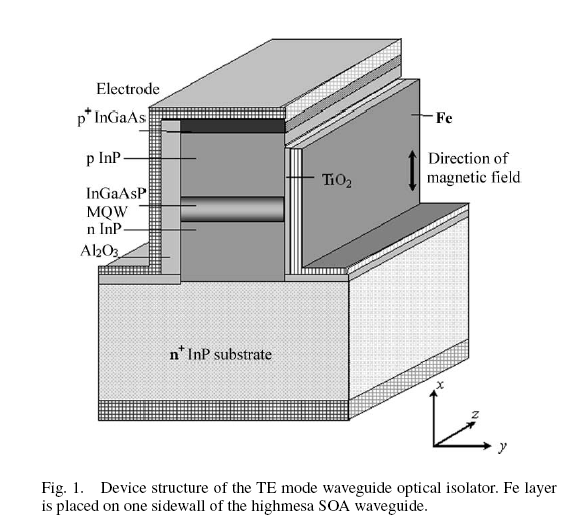 Electrode
p+ InGaAs
Fe
p InP
Direction of
magnetic field
TiO2
InGaAsP
MQW
n InP
Al2O3
n+ InP substrate
x
z
y
Fig. 1. Device structure of the TE mode waveguide optical isolator. Fe layer
is placed on one sidewall of the highmesa SOA waveguide.